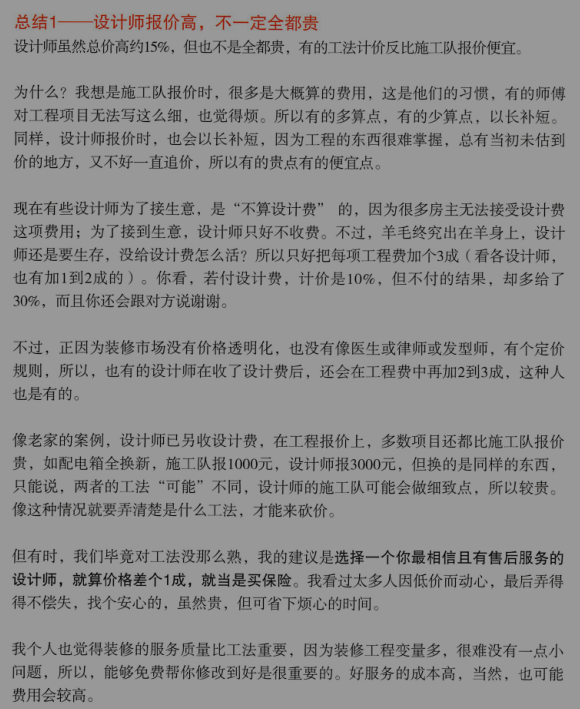 总结1——设计师报价高，不一定全都贵
设计师虽然总价高约15%，但也不是全都贵，有的工法计价反比施工队报价便宜。
为什么？我想是施工队报价时，很多是大概算的费用，这是他们的习惯，有的师傅
对工程项目无法写这么细，也觉得烦。所以有的多算点，有的少算点，以长补短。
同样，设计师报价时，也会以长补短，因为工程的东西很难掌握，总有当初未估到
价的地方，又不好一直追价，所以有的贵点有的便宜点。
现在有些设计师为了接生意，是“不算设计费” 的，因为很多房主无法接受设计费
这项费用；为了接到生意，设计师只好不收费。不过，羊毛终究出在羊身上，设计
师还是要生存，没给设计费怎么活？所以只好把每项工程费加个3成（看各设计师，
也有加1到2成的）。你看，若付设计费，计价是10%，但不付的结果，却多给了
30%，而且你还会跟对方说谢谢。
不过，正因为装修市场没有价格透明化，也没有像医生或律师或发型师，有个定价
规则，所以，也有的设计师在收了设计费后，还会在工程费中再加2到3成，这种人
也是有的。
像老家的案例，设计师已另收设计费，在工程报价上，多数项目还都比施工队报价
贵，如配电箱全换新，施工队报1000元，设计师报3000元，但换的是同样的东西，
只能说，两者的工法“可能”不同，设计师的施工队可能会做细致点，所以较贵。
像这种情况就要弄清楚是什么工法，才能来砍价。
但有时，我们毕竟对工法没那么熟，我的建议是选择一个你最相信且有售后服务的
设计师，就算价格差个1成，就当是买保险。我看过太多人因低价而动心，最后弄得
得不偿失，找个安心的，虽然贵，但可省下烦心的时间。
我个人也觉得装修的服务质量比工法重要，因为装修工程变量多，很难没有一点小
问题，所以，能够免费帮你修改到好是很重要的。好服务的成本高，当然，也可能
费用会较高。